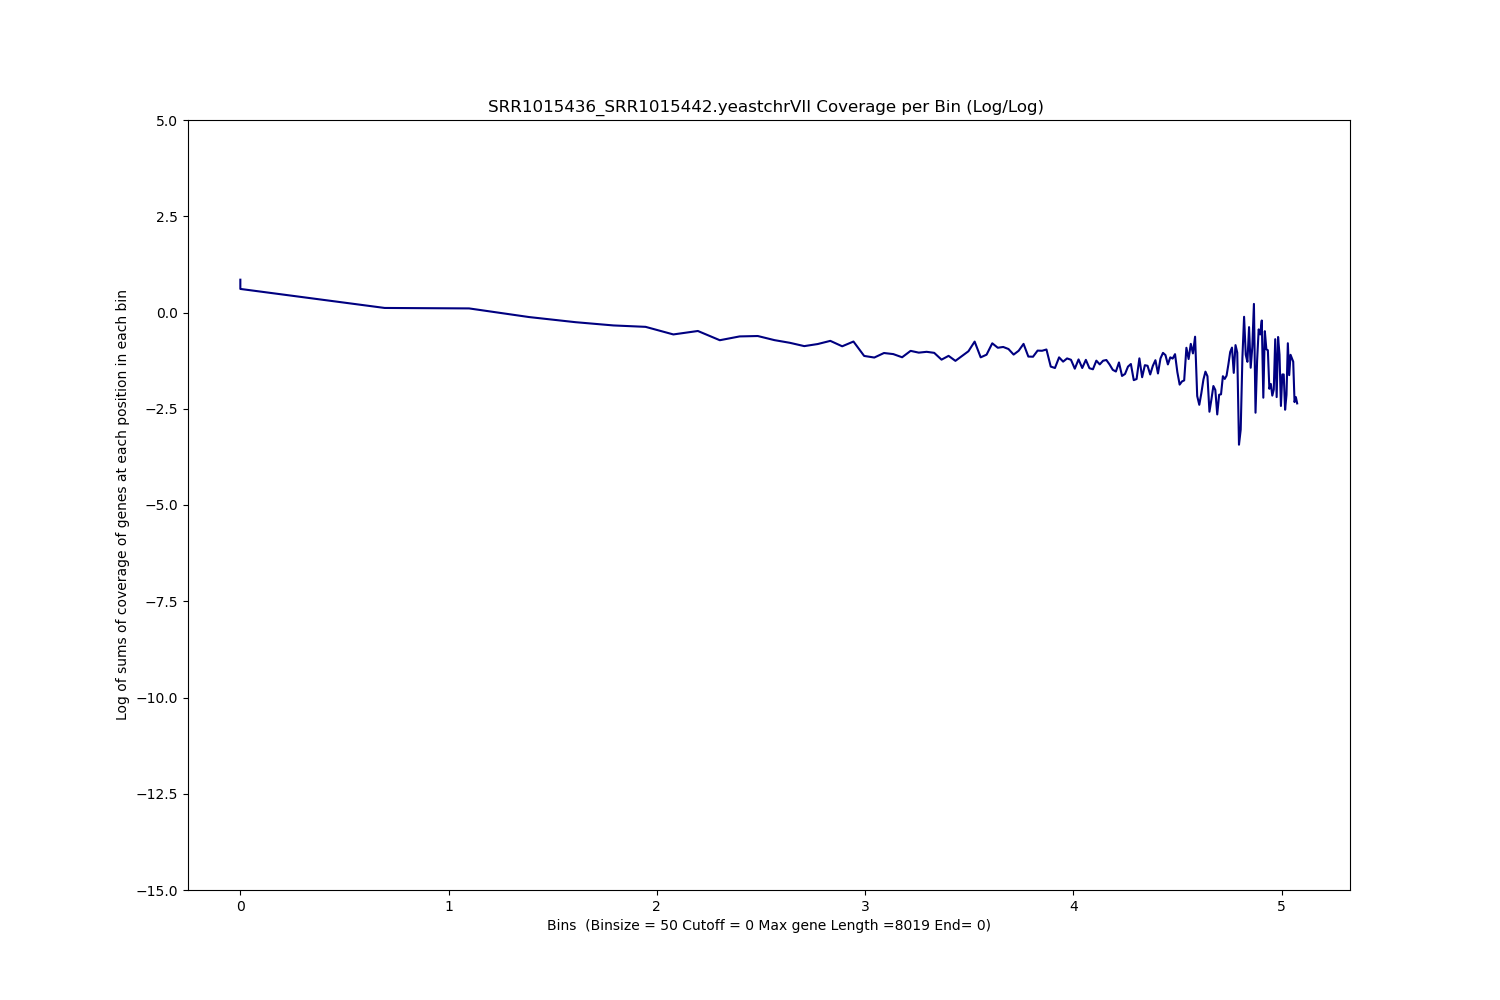 SRR1015436_SRR1015442.yeastchrVII Coverage per Bin (Log/Log)
5.0
2.5
0.0
−2.5
−5.0
−7.5
−10.0
−12.5
−15.0
Log of sums of coverage of genes at each position in each bin
0 1 2 3 4 5
Bins  (Binsize = 50 Cutoff = 0 Max gene Length =8019 End= 0)